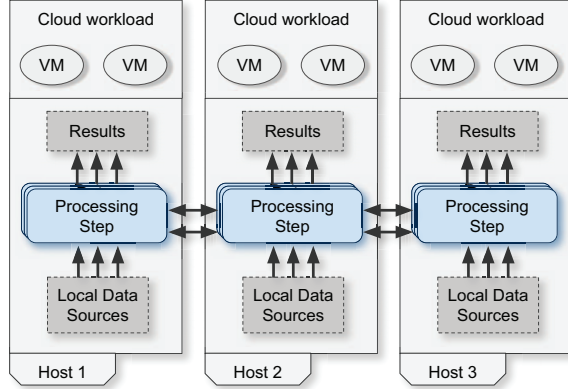 Cloud workload
VM VM
Results
Processing
Step
Local Data
Sources
Host 1
Cloud workload
VM VM
Results
Processing
Step
Local Data
Sources
Host 2
Cloud workload
VM VM
Results
Processing
Step
Local Data
Sources
Host 3